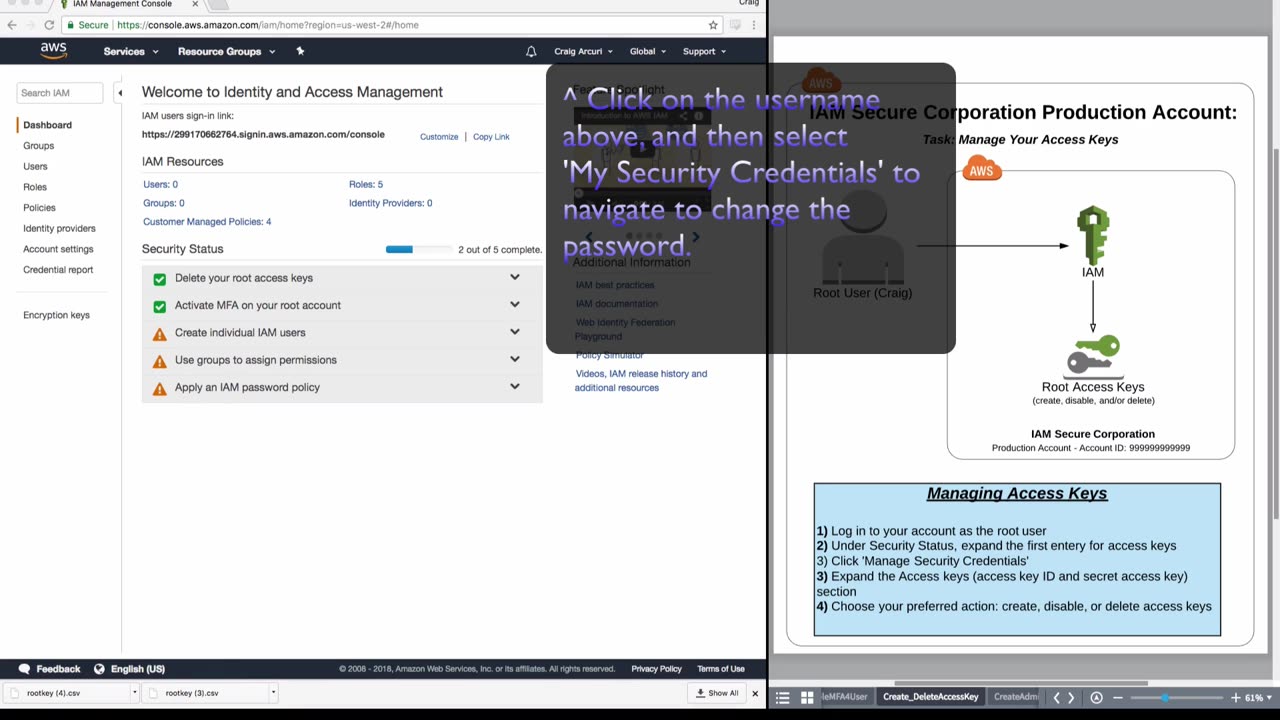 IAM Management Console
Craig
Secure | https://console.aws.amazon.com/iam/home?region=us-west-2#/home
aws
Services
Resource Groups
Craig Arcuri
Global
Support
Search IAM
Dashboard
Groups
Users
Roles
Policies
Identity providers
Account settings
Credential report
Encryption keys
Welcome to Identity and Access Management
IAM users sign-in link:
https://299170662764.signin.aws.amazon.com/console
Customize | Copy Link
IAM Resources
Users: 0
Roles: 5
Groups: 0
Identity Providers: 0
Customer Managed Policies: 4
Security Status
2 out of 5 complete.
Delete your root access keys
Activate MFA on your root account
Create individual IAM users
Use groups to assign permissions
Apply an IAM password policy
^ Click on the username
above, and then select
'My Security Credentials' to
navigate to change the
password.
Introduction to AWS IAM
Additional Information
IAM best practices
IAM documentation
Web Identity Federation
Playground
Policy Simulator
Videos, IAM release history and
additional resources
Feedback
English (US)
© 2008 - 2018, Amazon Web Services, Inc. or its affiliates. All rights reserved.
Privacy Policy
Terms of Use
rootkey (4).csv
rootkey (3).csv
Show All
AWS
IAM Secure Corporation Production Account:
Task: Manage Your Access Keys
AWS
Root User (Craig)
IAM
Root Access Keys
(create, disable, and/or delete)
IAM Secure Corporation
Production Account - Account ID: 999999999999
Managing Access Keys
1) Log in to your account as the root user
2) Under Security Status, expand the first entery for access keys
3) Click 'Manage Security Credentials'
3) Expand the Access keys (access key ID and secret access key)
section
4) Choose your preferred action: create, disable, or delete access keys
leMFA4User
Create_DeleteAccessKey
CreateAdm
61%